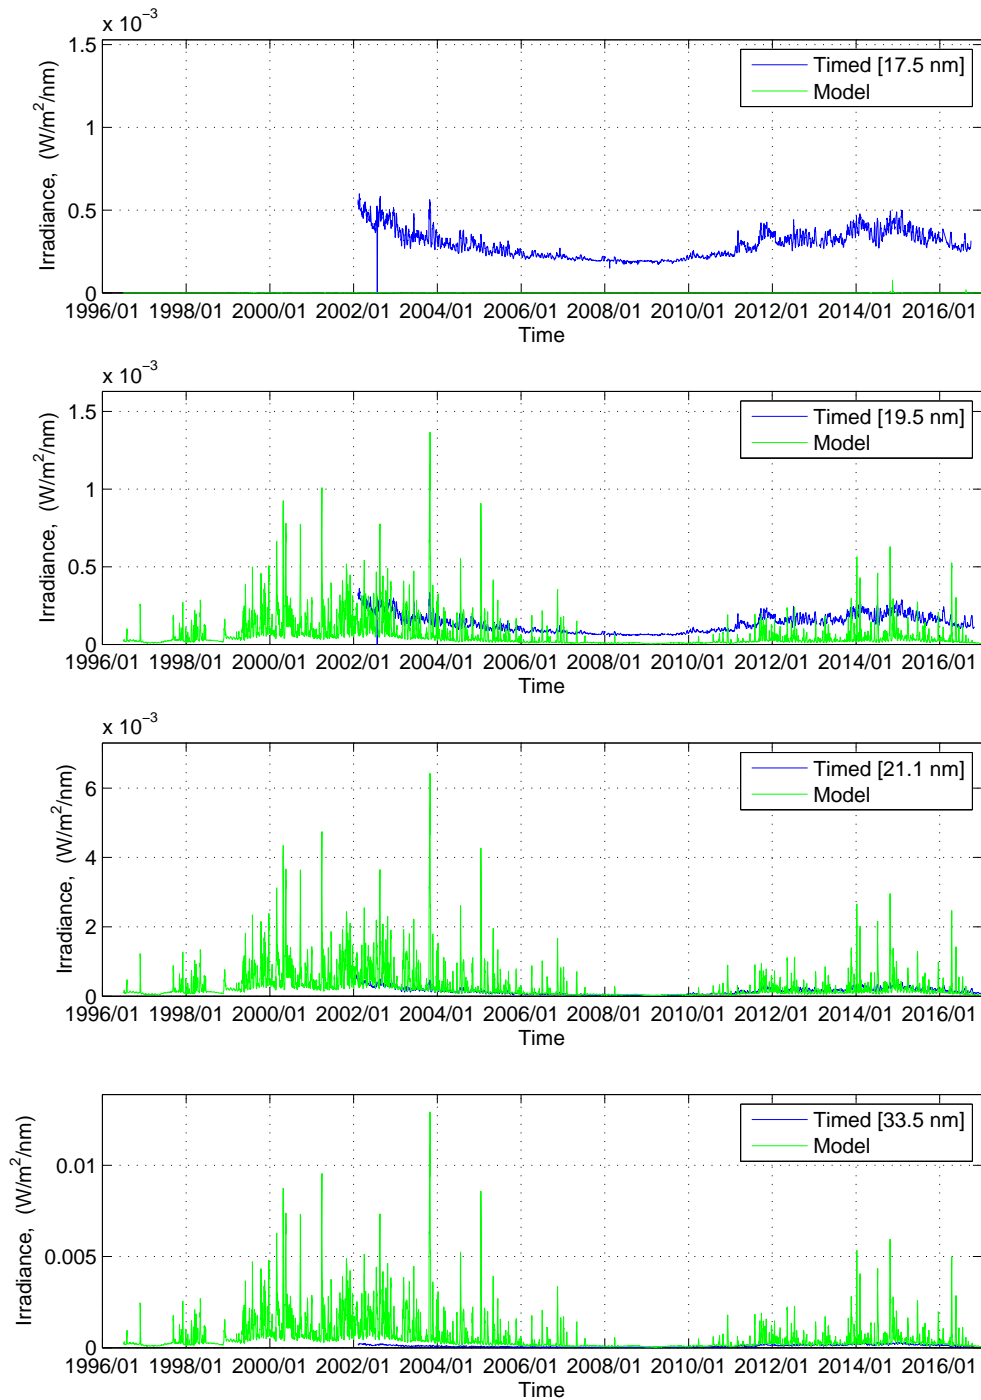 x 10⁻³
1.5
1
0.5
0
Irradiance, (W/m²/nm)
Timed [17.5 nm]
Model
1996/01 1998/01 2000/01 2002/01 2004/01 2006/01 2008/01 2010/01 2012/01 2014/01 2016/01
Time
x 10⁻³
1.5
1
0.5
0
Irradiance, (W/m²/nm)
Timed [19.5 nm]
Model
1996/01 1998/01 2000/01 2002/01 2004/01 2006/01 2008/01 2010/01 2012/01 2014/01 2016/01
Time
x 10⁻³
6
4
2
0
Irradiance, (W/m²/nm)
Timed [21.1 nm]
Model
1996/01 1998/01 2000/01 2002/01 2004/01 2006/01 2008/01 2010/01 2012/01 2014/01 2016/01
Time
0.01
0.005
0
Irradiance, (W/m²/nm)
Timed [33.5 nm]
Model
1996/01 1998/01 2000/01 2002/01 2004/01 2006/01 2008/01 2010/01 2012/01 2014/01 2016/01
Time